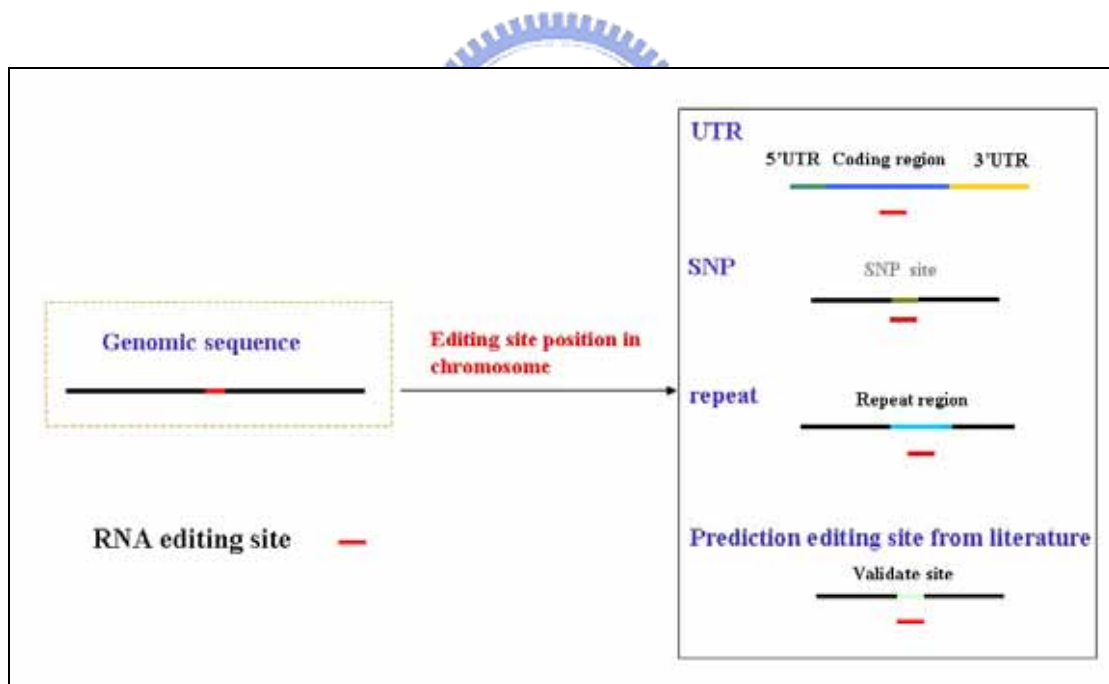 Genomic sequence
RNA editing site
Editing site position in
chromosome
UTR
5'UTR Coding region 3'UTR
SNP
SNP site
repeat
Repeat region
Prediction editing site from literature
Validate site